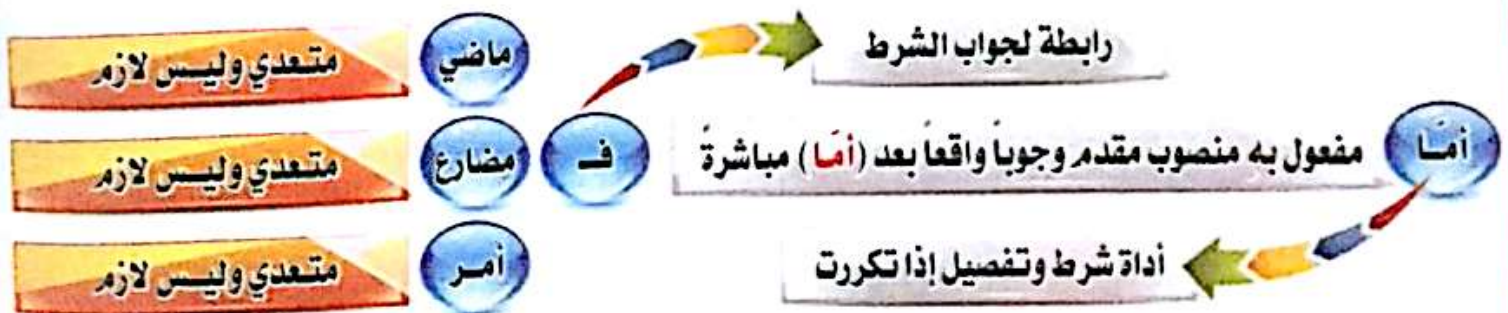 رابطة لجواب الشرط
ماضي
متعدي وليس لازم
أمّا
مفعول به منصوب مقدم وجوباً واقعاً بعد (أمّا) مباشرةً
فـ
مضارع
متعدي وليس لازم
أداة شرط وتفصيل إذا تكررت
أمر
متعدي وليس لازم